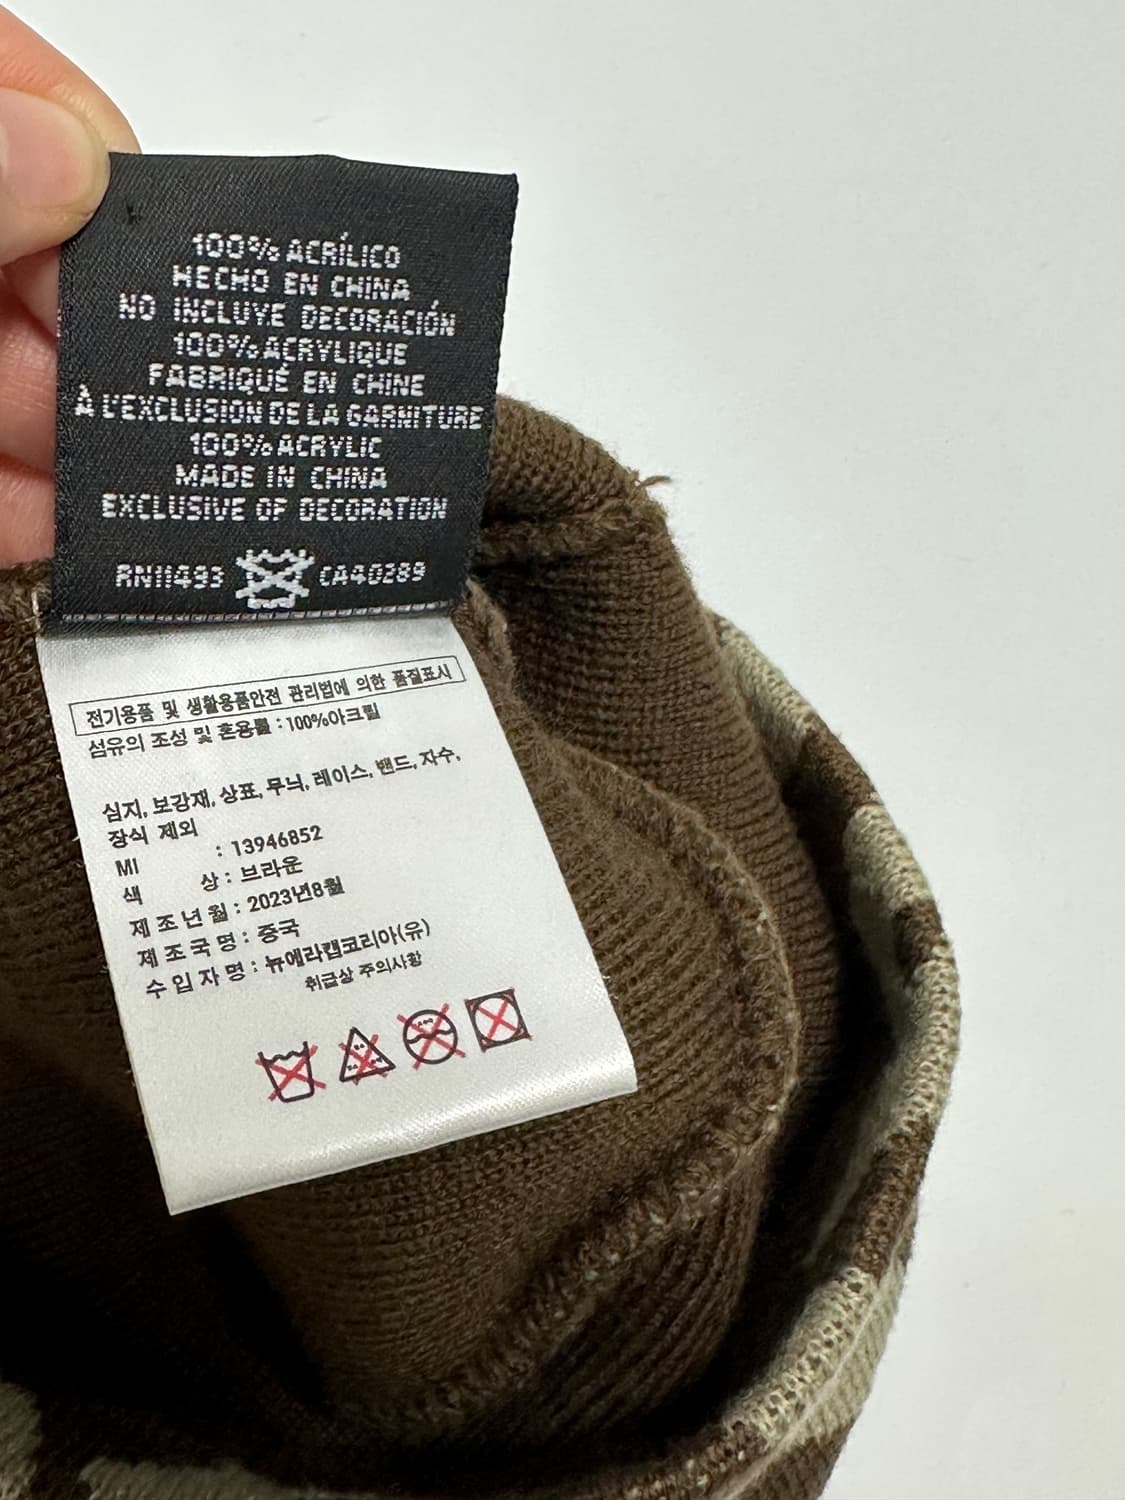 100% ACRÍLICO
HECHO EN CHINA
NO INCLUYE DECORACIÓN
100% ACRYLIQUE
FABRIQUÉ EN CHINE
À L'EXCLUSION DE LA GARNITURE
100% ACRYLIC
MADE IN CHINA
EXCLUSIVE OF DECORATION
RN11493 CA40289
전기용품 및 생활용품안전 관리법에 의한 품질표시
섬유의 조성 및 혼용률 : 100%아크릴
심지, 보강재, 상표, 무늬, 레이스, 밴드, 자수,
장식 제외
MI : 13946852
색 상 : 브라운
제 조 년 월 : 2023년8월
제 조 국 명 : 중국
수 입 자 명 : 뉴에라캡코리아(유)
취급상 주의사항